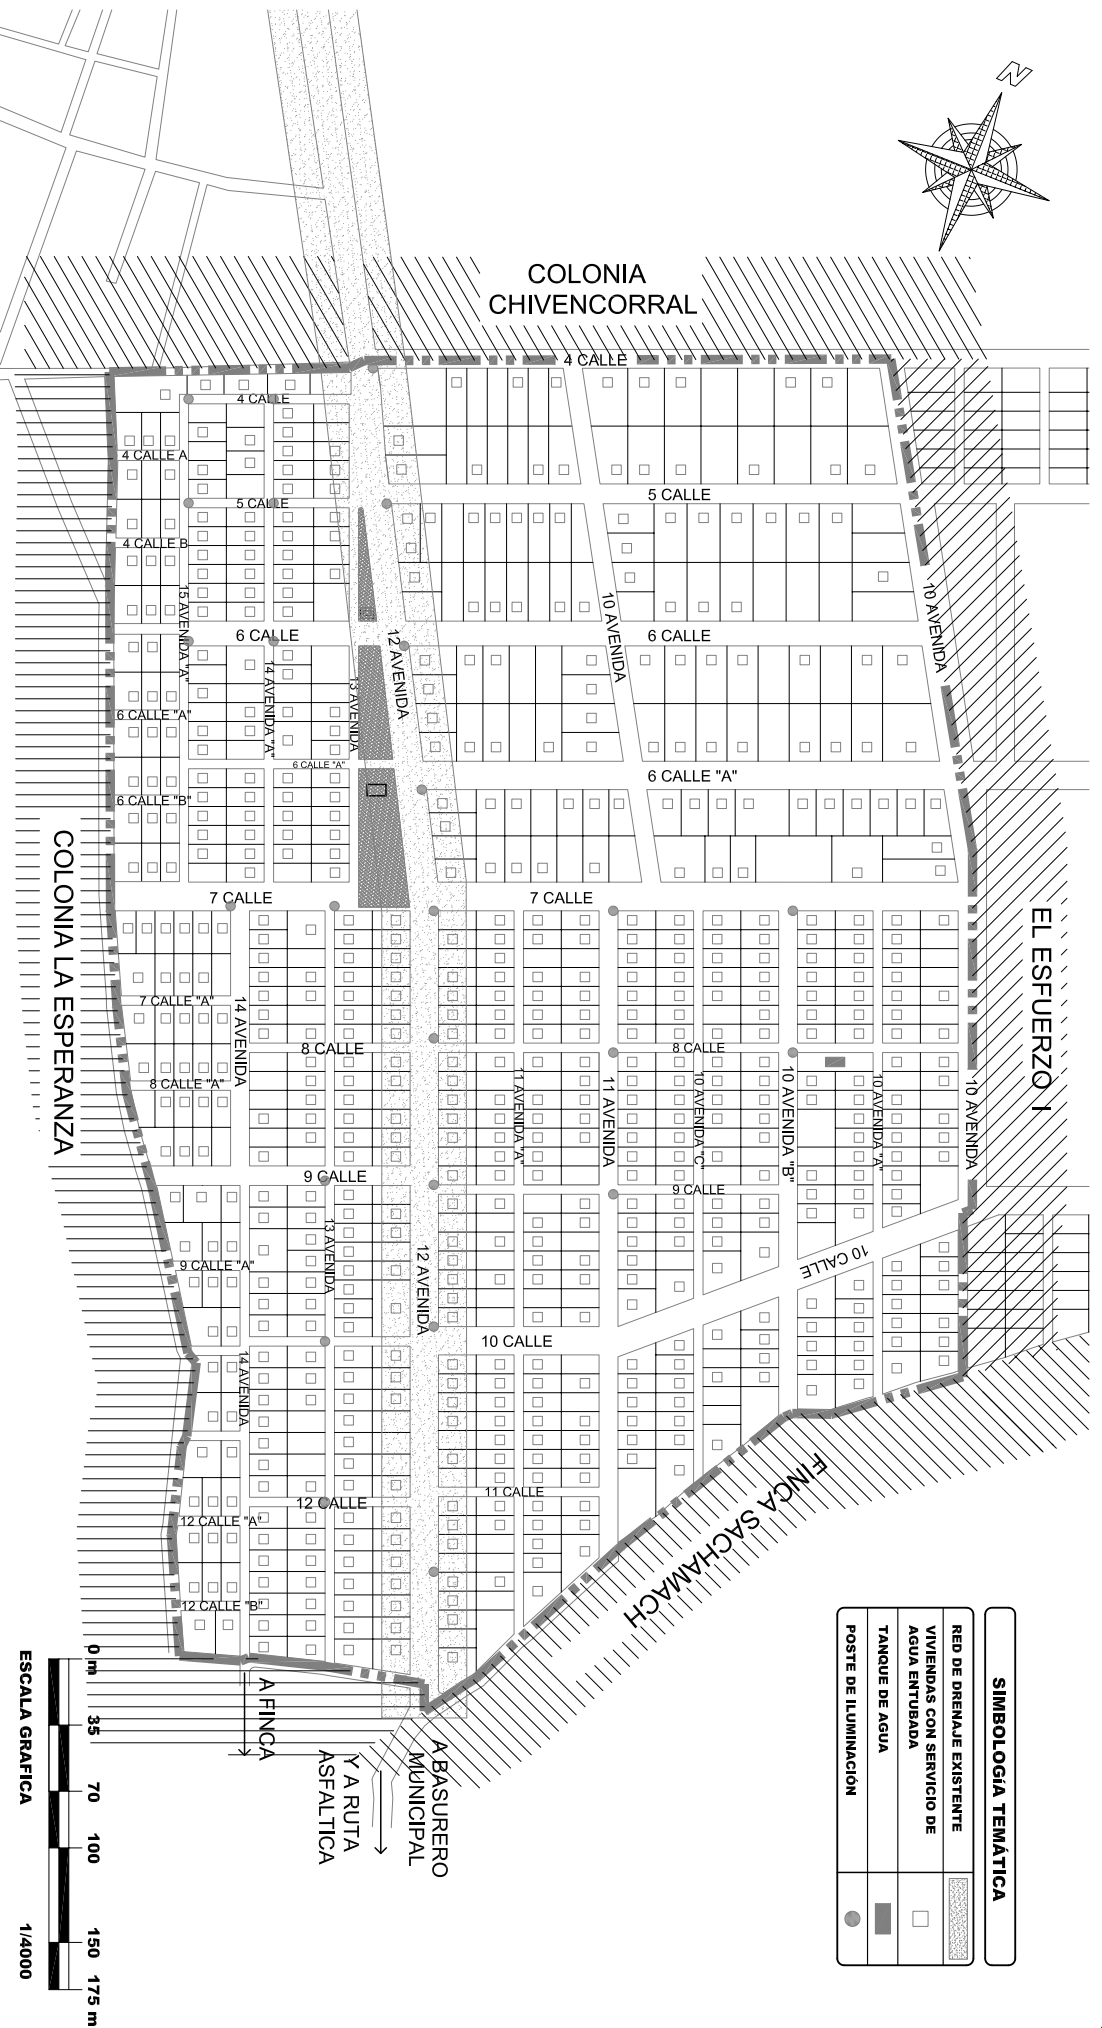 N
COLONIA
CHIVENCORRAL
4 CALLE
4 CALLE
4 CALLE A
5 CALLE
5 CALLE
4 CALLE B
15 AVENIDA "A"
10 AVENIDA
10 AVENIDA
6 CALLE
6 CALLE
12 AVENIDA
14 AVENIDA "A"
13 AVENIDA
6 CALLE "A"
6 CALLE "A"
6 CALLE "A"
6 CALLE "B"
COLONIA LA ESPERANZA
7 CALLE
7 CALLE
EL ESFUERZO I
7 CALLE "A"
14 AVENIDA
8 CALLE
8 CALLE
8 CALLE "A"
11 AVENIDA "A"
11 AVENIDA
10 AVENIDA "C"
10 AVENIDA "B"
10 AVENIDA "A"
10 AVENIDA
9 CALLE
9 CALLE
9 CALLE "A"
13 AVENIDA
12 AVENIDA
10 CALLE
10 CALLE
14 AVENIDA
11 CALLE
12 CALLE
12 CALLE "A"
12 CALLE "B"
FINCA SACHAMACH
A FINCA
A BASURERO
MUNICIPAL
Y A RUTA
ASFALTICA
SIMBOLOGíA TEMÁTICA
RED DE DRENAJE EXISTENTE
VIVIENDAS CON SERVICIO DE
AGUA ENTUBADA
TANQUE DE AGUA
POSTE DE ILUMINACIÓN
0 m 35 70 100 150 175 m
ESCALA GRAFICA 1/4000